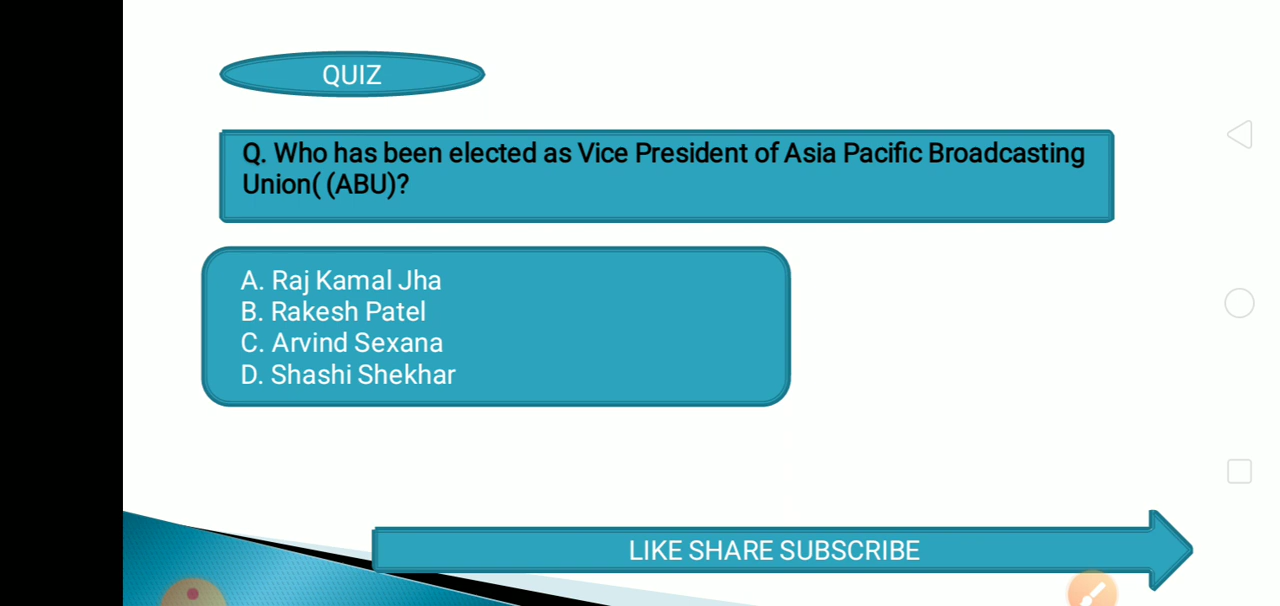 QUIZ
Q. Who has been elected as Vice President of Asia Pacific Broadcasting
Union( (ABU)?
A. Raj Kamal Jha
B. Rakesh Patel
C. Arvind Sexana
D. Shashi Shekhar
LIKE SHARE SUBSCRIBE